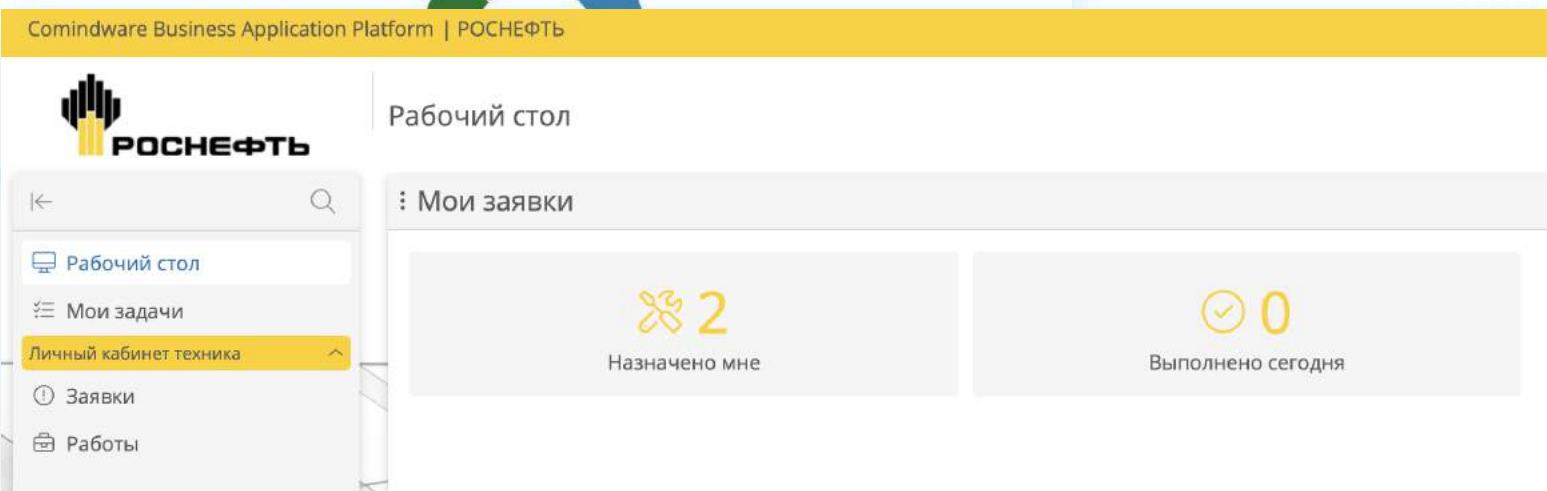 Comindware Business Application Platform | РОСНЕФТЬ
РОСНЕФТЬ
Рабочий стол
Мои заявки
Рабочий стол
Мои задачи
Личный кабинет техника
Заявки
Работы
2
Назначено мне
0
Выполнено сегодня